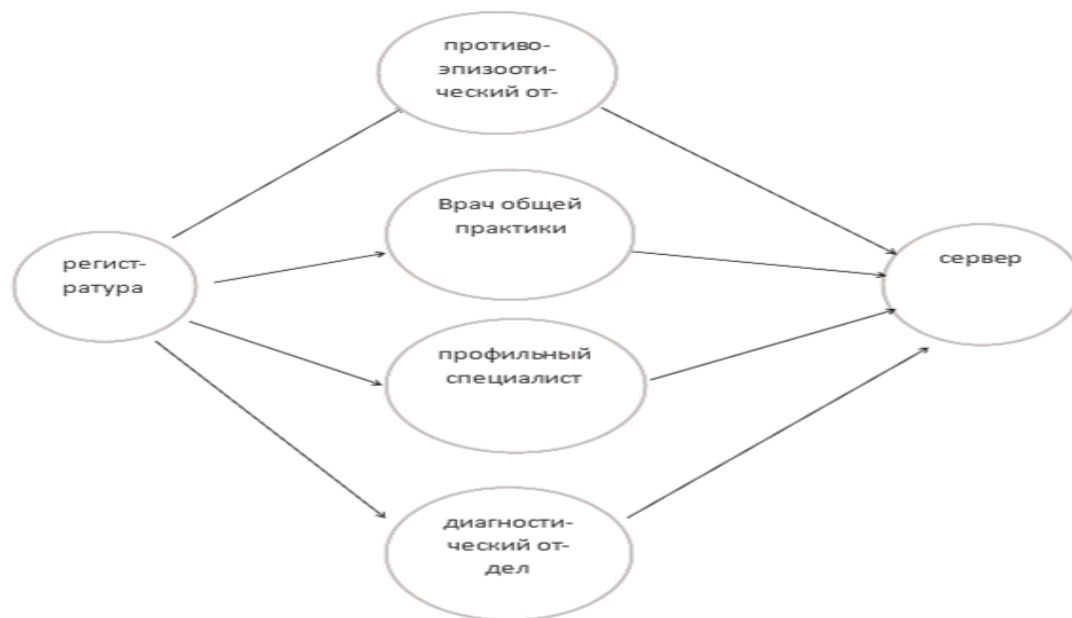 противо-
эпизооти-
ческий от-
Врач общей
практики
регист-
ратура
сервер
профильный
специалист
диагности-
ческий от-
дел